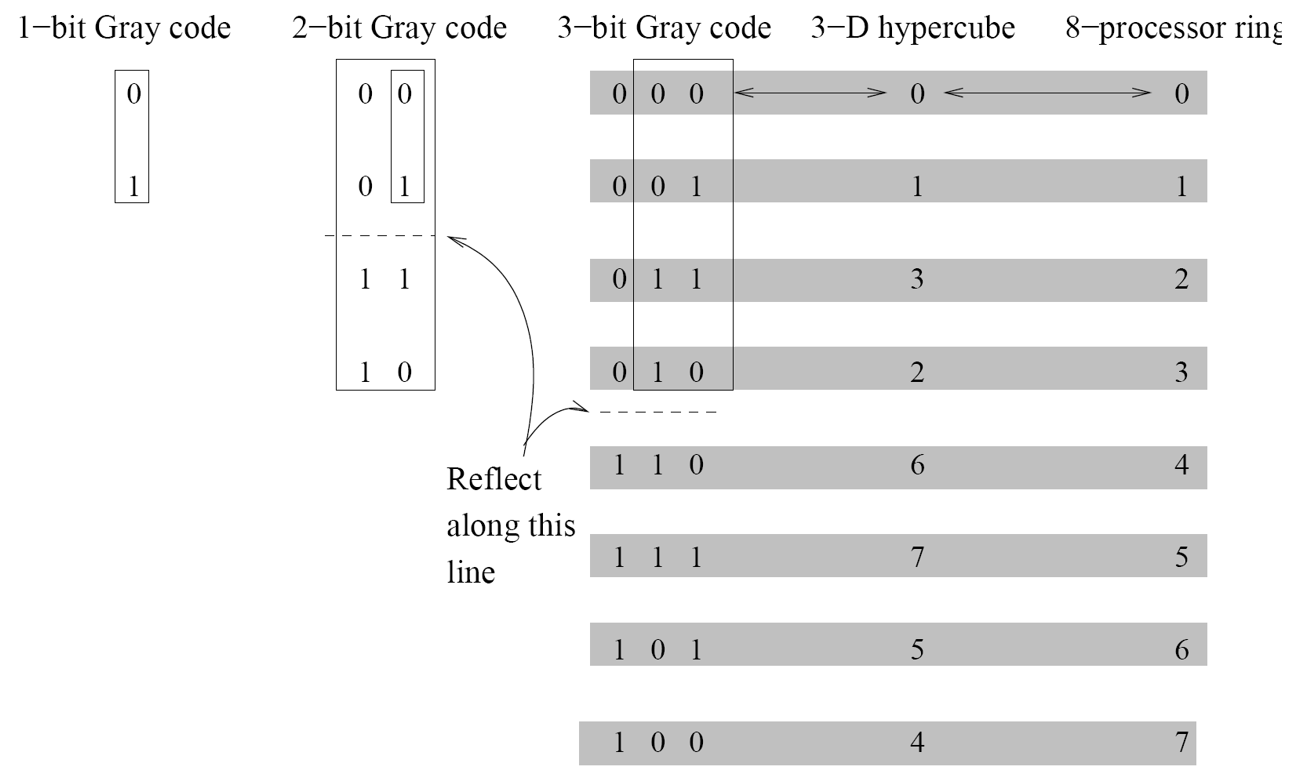 1−bit Gray code 2−bit Gray code 3−bit Gray code 3−D hypercube 8−processor ring
0 0 0 0 0 0 0 0
1 0 1 0 0 1 1 1
1 1 0 1 1 3 2
1 0 0 1 0 2 3
1 1 0 6 4
Reflect
along this
line
1 1 1 7 5
1 0 1 5 6
1 0 0 4 7